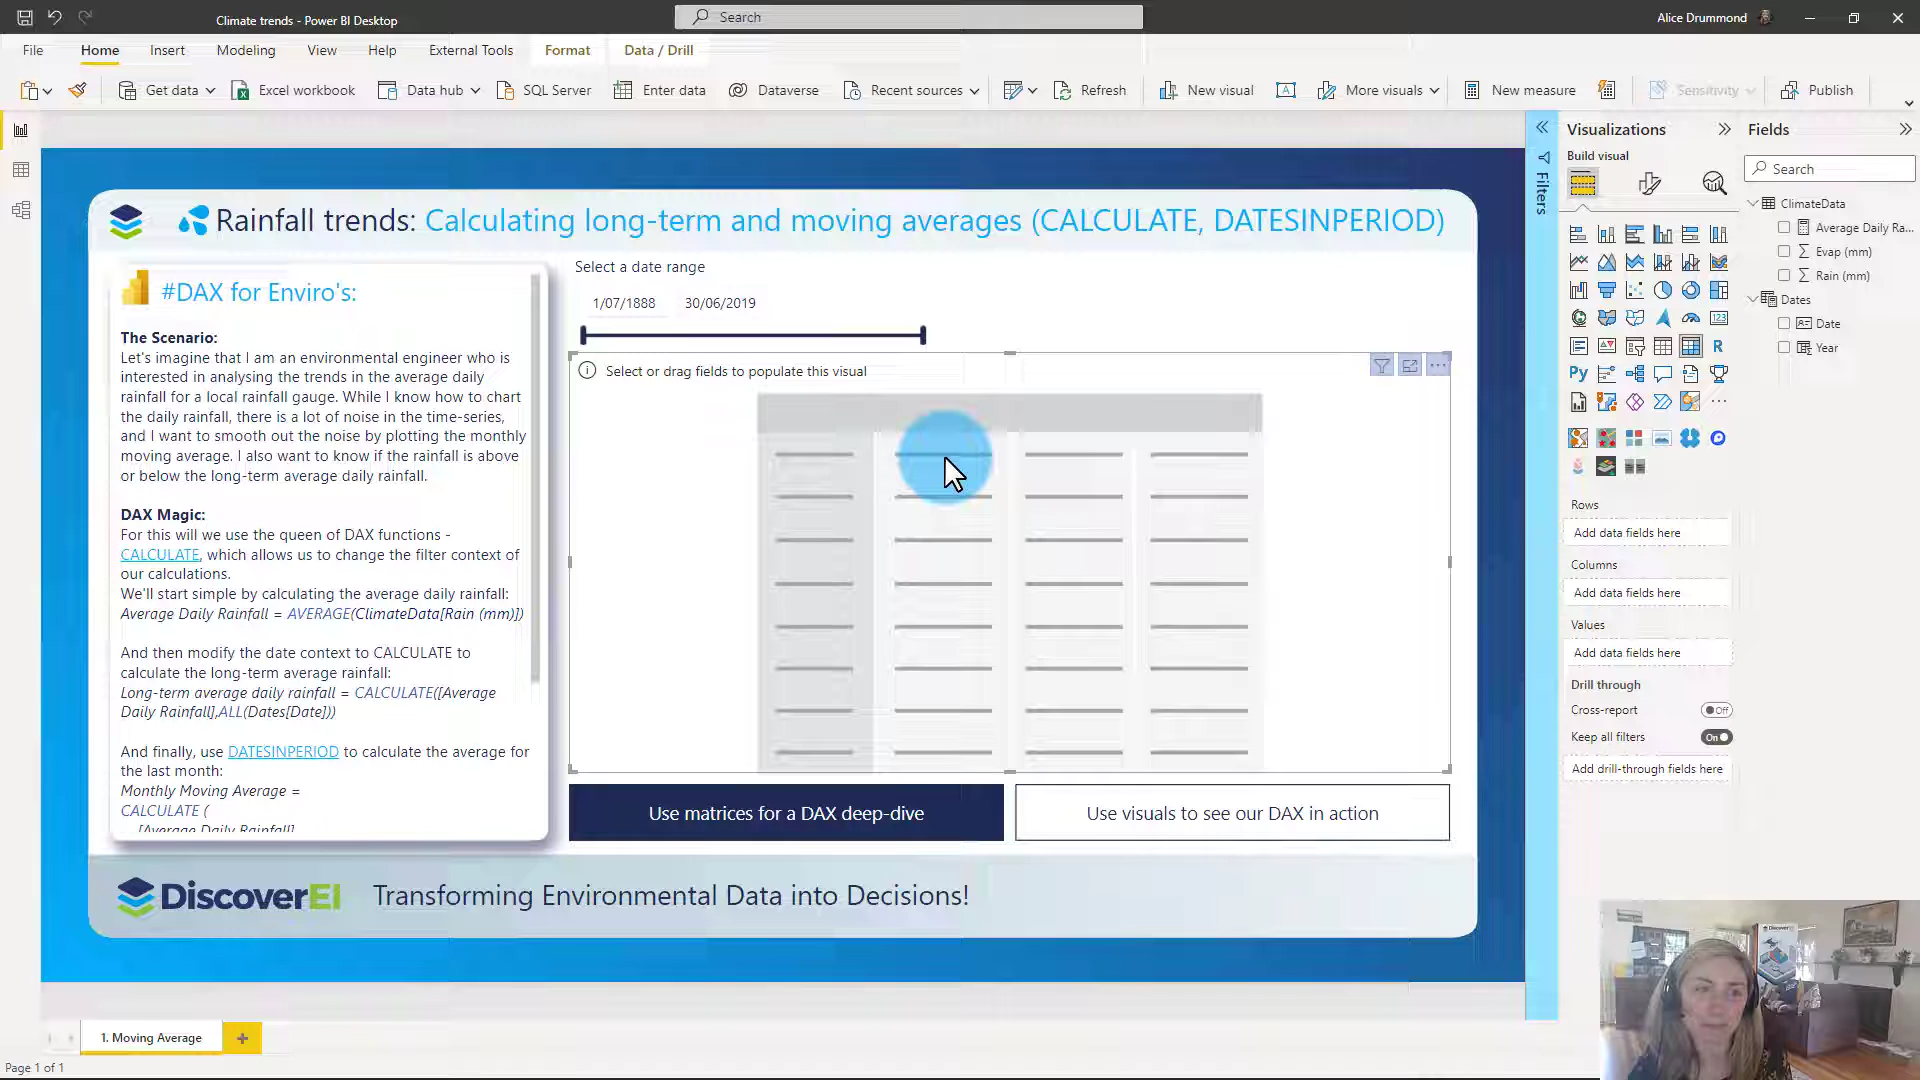 Climate trends - Power BI Desktop
Search
Alice Drummond
File
Home
Insert
Modeling
View
Help
External Tools
Format
Data / Drill
Get data
Excel workbook
Data hub
SQL Server
Enter data
Dataverse
Recent sources
Refresh
New visual
More visuals
New measure
Sensitivity
Publish
Rainfall trends: Calculating long-term and moving averages (CALCULATE, DATESINPERIOD)
#DAX for Enviro's:
The Scenario:
Let's imagine that I am an environmental engineer who is
interested in analysing the trends in the average daily
rainfall for a local rainfall gauge. While I know how to chart
the daily rainfall, there is a lot of noise in the time-series,
and I want to smooth out the noise by plotting the monthly
moving average. I also want to know if the rainfall is above
or below the long-term average daily rainfall.
DAX Magic:
For this will we use the queen of DAX functions -
CALCULATE, which allows us to change the filter context of
our calculations.
We'll start simple by calculating the average daily rainfall:
Average Daily Rainfall = AVERAGE(ClimateData[Rain (mm)])
And then modify the date context to CALCULATE to
calculate the long-term average rainfall:
Long-term average daily rainfall = CALCULATE([Average
Daily Rainfall],ALL(Dates[Date]))
And finally, use DATESINPERIOD to calculate the average for
the last month:
Monthly Moving Average =
CALCULATE (
[Average Daily Rainfall]
Select a date range
1/07/1888
30/06/2019
Select or drag fields to populate this visual
Use matrices for a DAX deep-dive
Use visuals to see our DAX in action
DiscoverEI
Transforming Environmental Data into Decisions!
Filters
Visualizations
Build visual
123
R
Py
Rows
Add data fields here
Columns
Add data fields here
Values
Add data fields here
Drill through
Cross-report
Off
Keep all filters
On
Add drill-through fields here
Fields
Search
ClimateData
Average Daily Ra...
Evap (mm)
Rain (mm)
Dates
Date
Year
1. Moving Average
Page 1 of 1